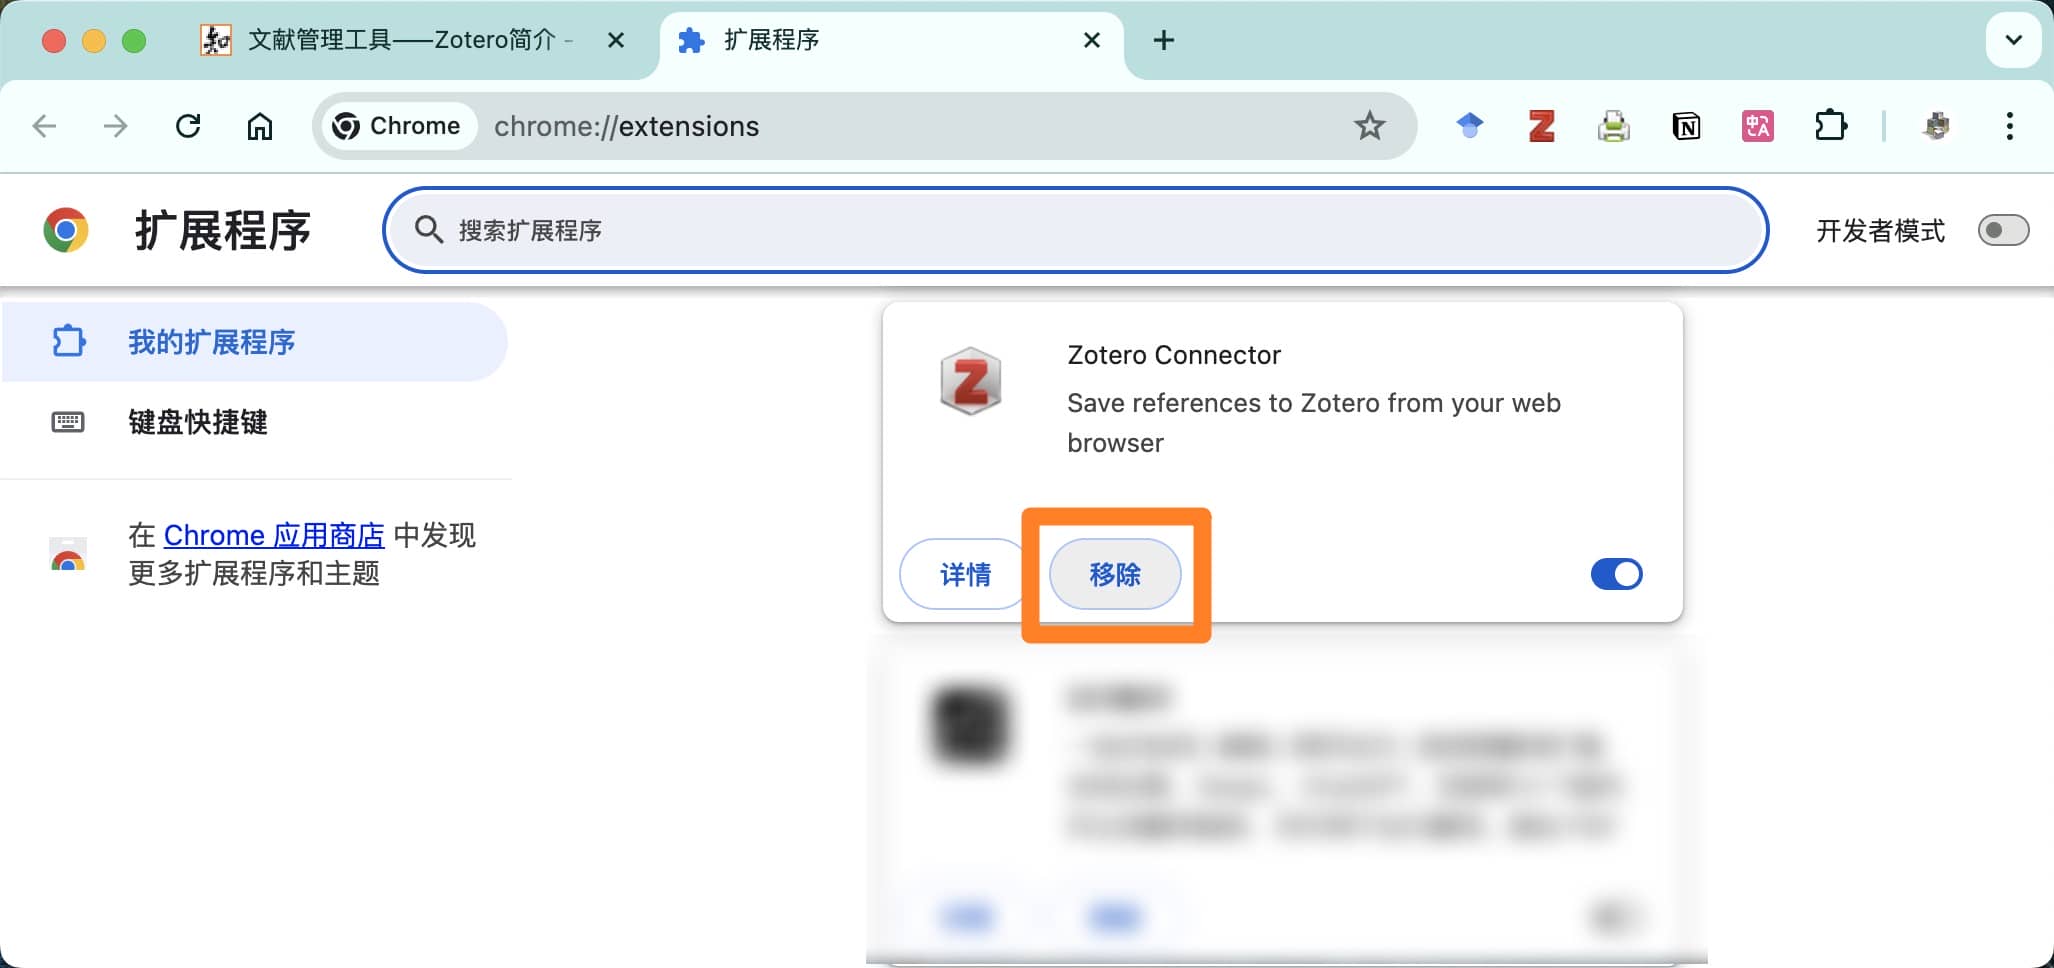 文献管理工具——Zotero简介 -
扩展程序
Chrome
chrome://extensions
扩展程序
搜索扩展程序
开发者模式
我的扩展程序
键盘快捷键
在 Chrome 应用商店 中发现
更多扩展程序和主题
Zotero Connector
Save references to Zotero from your web
browser
详情
移除